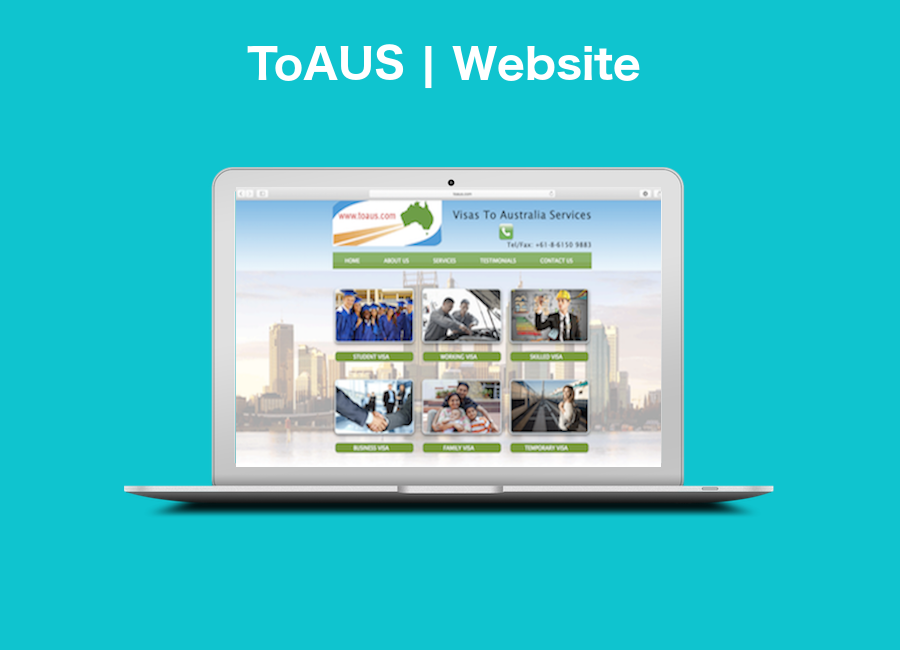 ToAUS | Website
toaus.com
www.toaus.com
Visas To Australia Services
Tel/Fax: +61-8-6150 9883
HOME ABOUT US SERVICES TESTIMONIALS CONTACT US
STUDENT VISA WORKING VISA SKILLED VISA
BUSINESS VISA FAMILY VISA TEMPORARY VISA